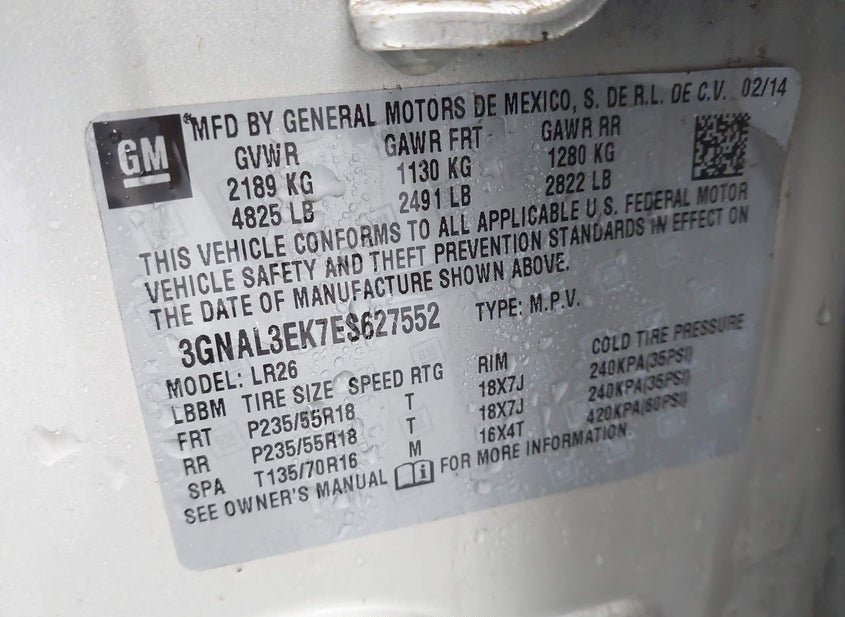 GM
®MFD BY GENERAL MOTORS DE MEXICO, S. DE R.L. DE C.V. 02/14
GVWR GAWR FRT GAWR RR
2189 KG 1130 KG 1280 KG
4825 LB 2491 LB 2822 LB
THIS VEHICLE CONFORMS TO ALL APPLICABLE U.S. FEDERAL MOTOR
VEHICLE SAFETY AND THEFT PREVENTION STANDARDS IN EFFECT ON
THE DATE OF MANUFACTURE SHOWN ABOVE.
3GNAL3EK7ES627552 TYPE: M.P.V.
MODEL: LR26
LBBM TIRE SIZE SPEED RTG RIM COLD TIRE PRESSURE
FRT P235/55R18 T 18X7J 240KPA(35PSI)
RR P235/55R18 T 18X7J 240KPA(35PSI)
SPA T135/70R16 M 16X4T 420KPA(60PSI)
SEE OWNER'S MANUAL FOR MORE INFORMATION